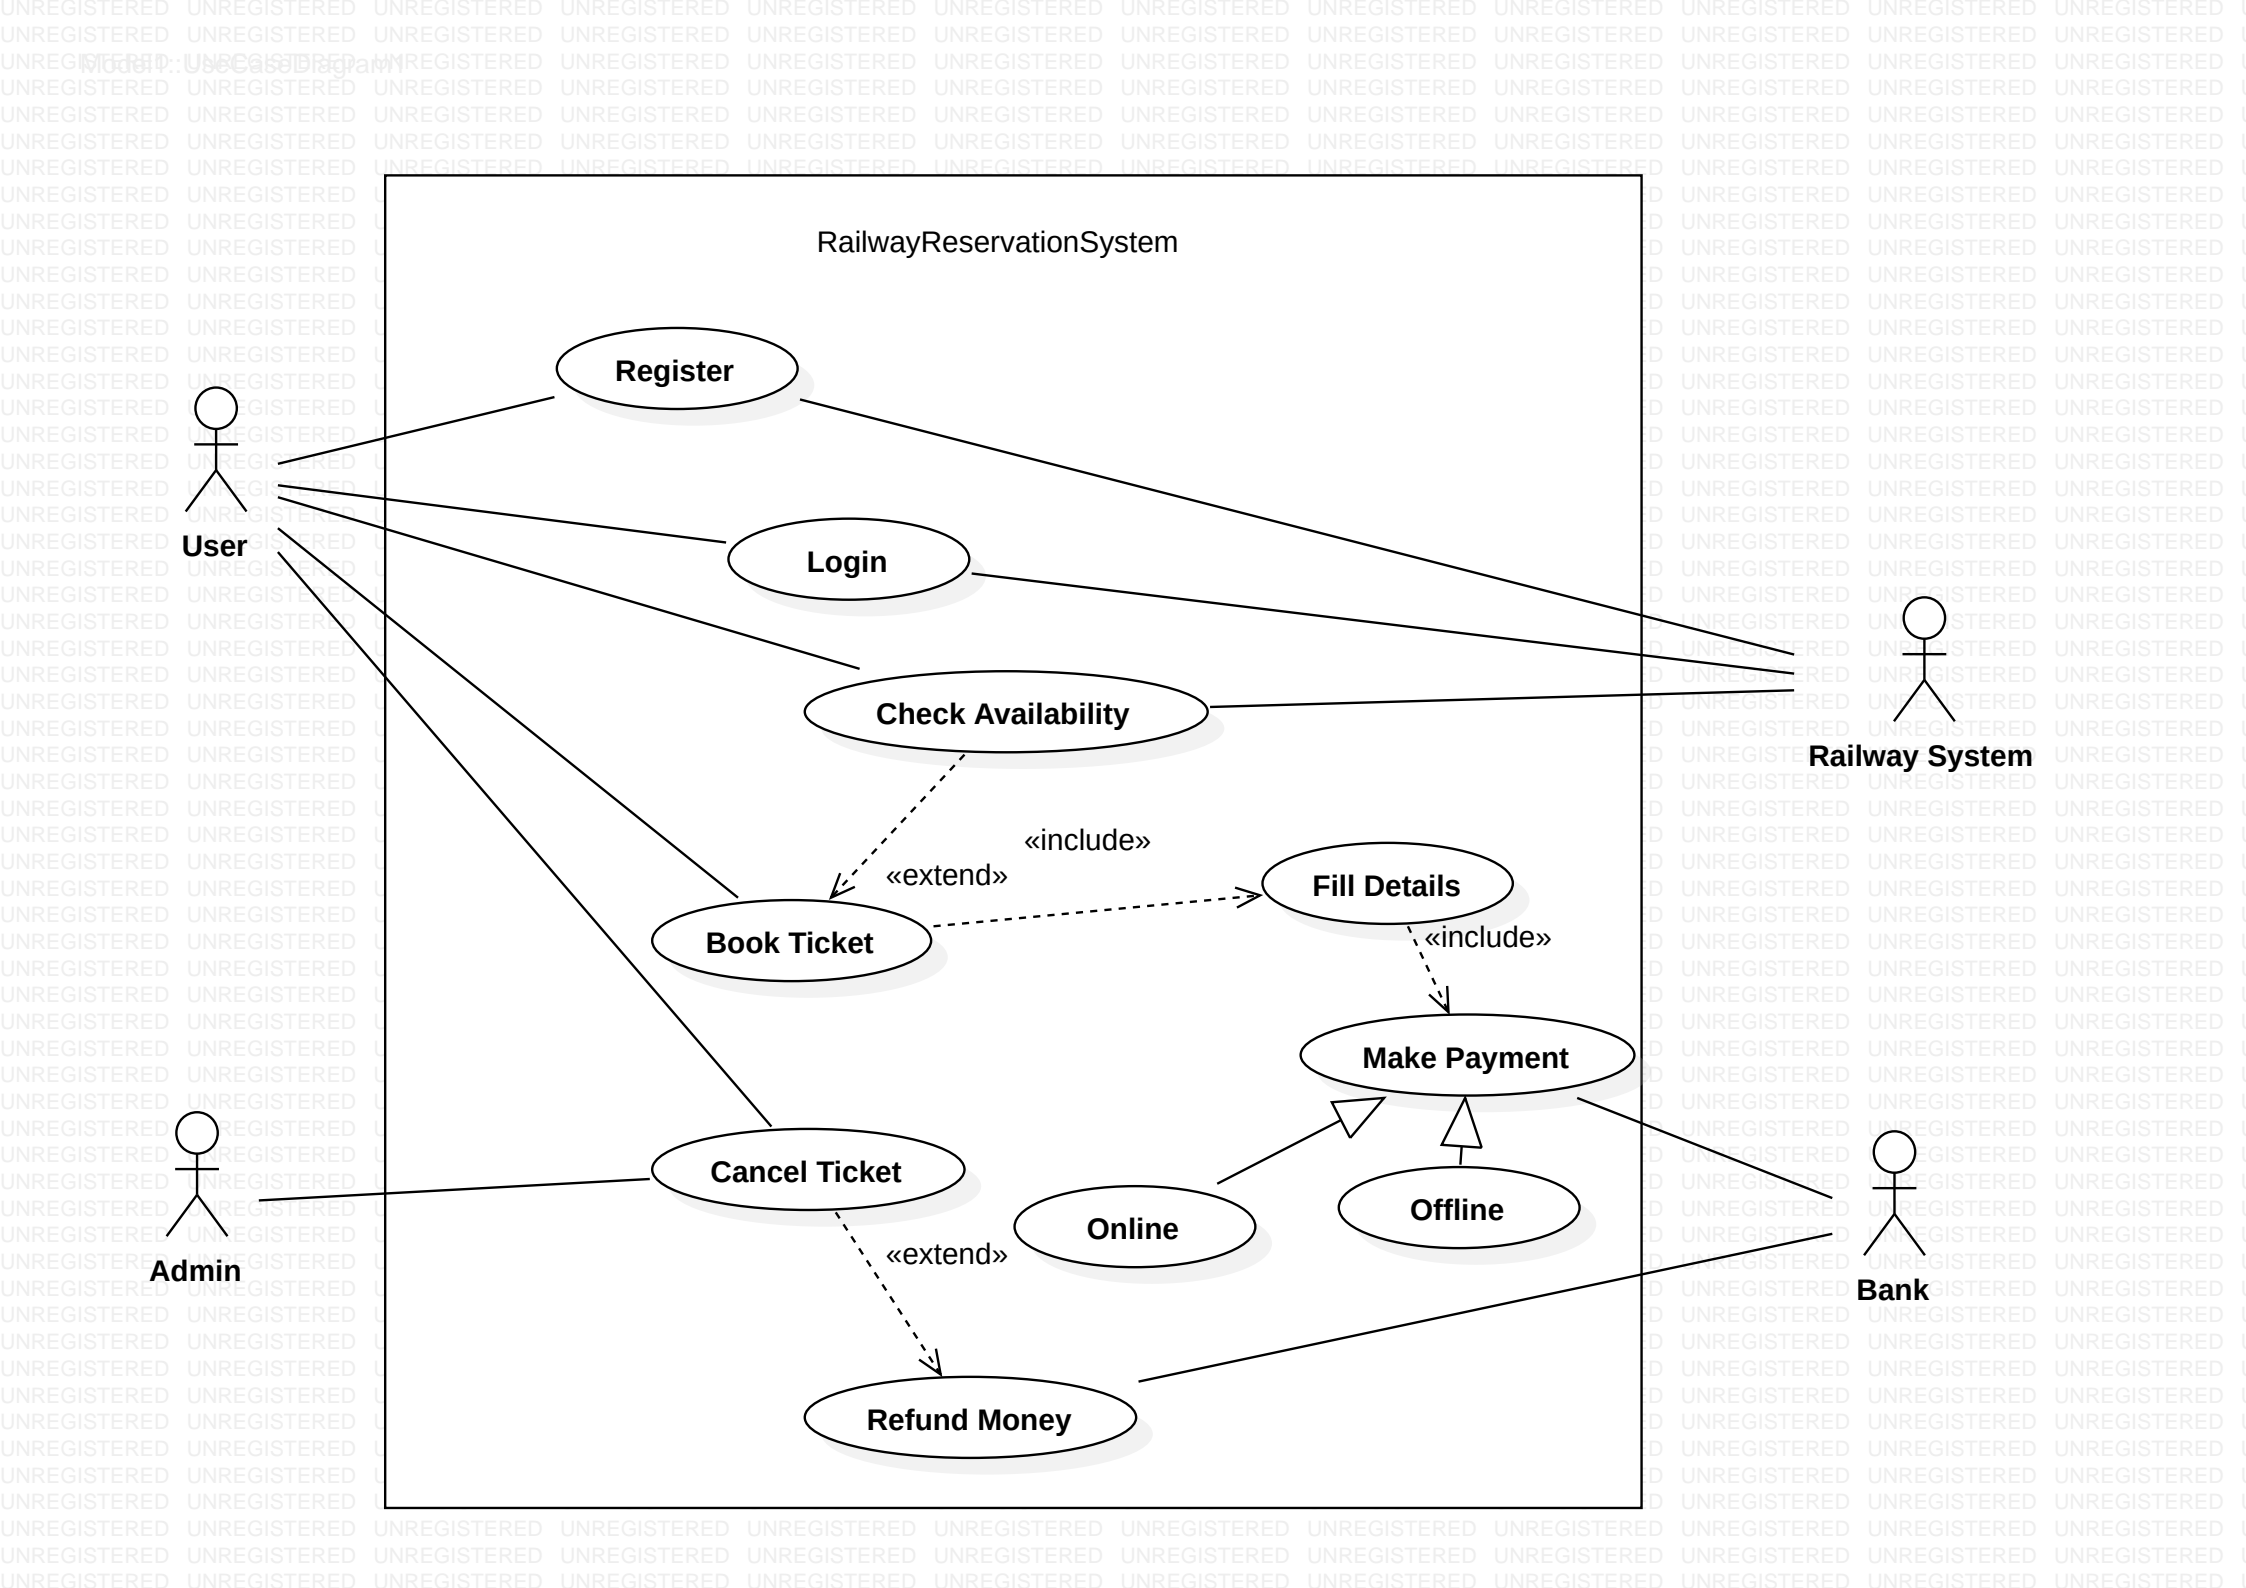 Model1::UseCaseDiagram1
RailwayReservationSystem
Register
User
Login
Check Availability
Railway System
«include»
«extend»
Fill Details
Book Ticket
«include»
Make Payment
Cancel Ticket
Online
Offline
«extend»
Admin
Bank
Refund Money
UNREGISTERED